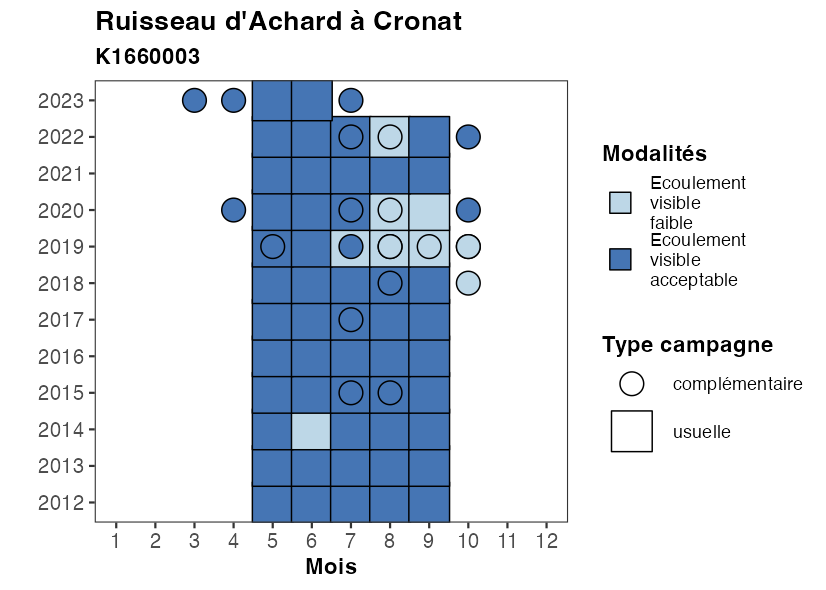 Ruisseau d'Achard à Cronat
K1660003
2023
2022
2021
2020
2019
2018
2017
2016
2015
2014
2013
2012
1 2 3 4 5 6 7 8 9 10 11 12
Mois
Modalités
Ecoulement
visible
faible
Ecoulement
visible
acceptable
Type campagne
complémentaire
usuelle